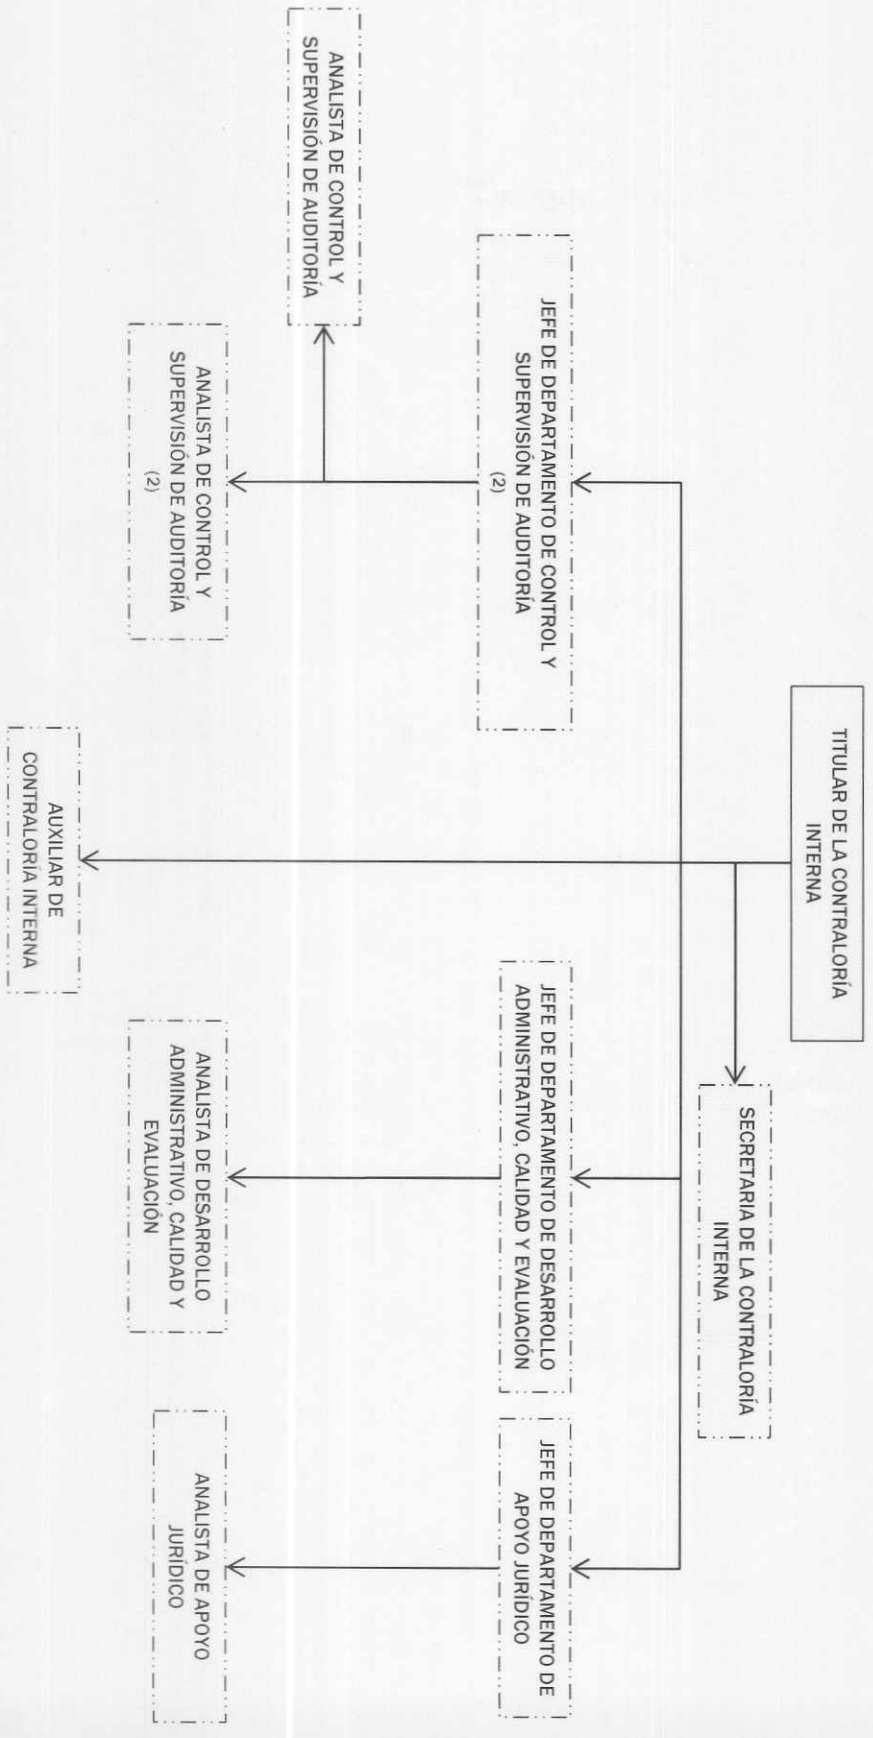 TITULAR DE LA CONTRALORÍA
INTERNA
SECRETARIA DE LA CONTRALORÍA
INTERNA
JEFE DE DEPARTAMENTO DE CONTROL Y
SUPERVISIÓN DE AUDITORÍA
(2)
JEFE DE DEPARTAMENTO DE DESARROLLO
ADMINISTRATIVO, CALIDAD Y EVALUACIÓN
JEFE DE DEPARTAMENTO DE
APOYO JURÍDICO
ANALISTA DE CONTROL Y
SUPERVISIÓN DE AUDITORÍA
ANALISTA DE CONTROL Y
SUPERVISIÓN DE AUDITORÍA
(2)
ANALISTA DE DESARROLLO
ADMINISTRATIVO, CALIDAD Y
EVALUACIÓN
ANALISTA DE APOYO
JURÍDICO
AUXILIAR DE
CONTRALORÍA INTERNA